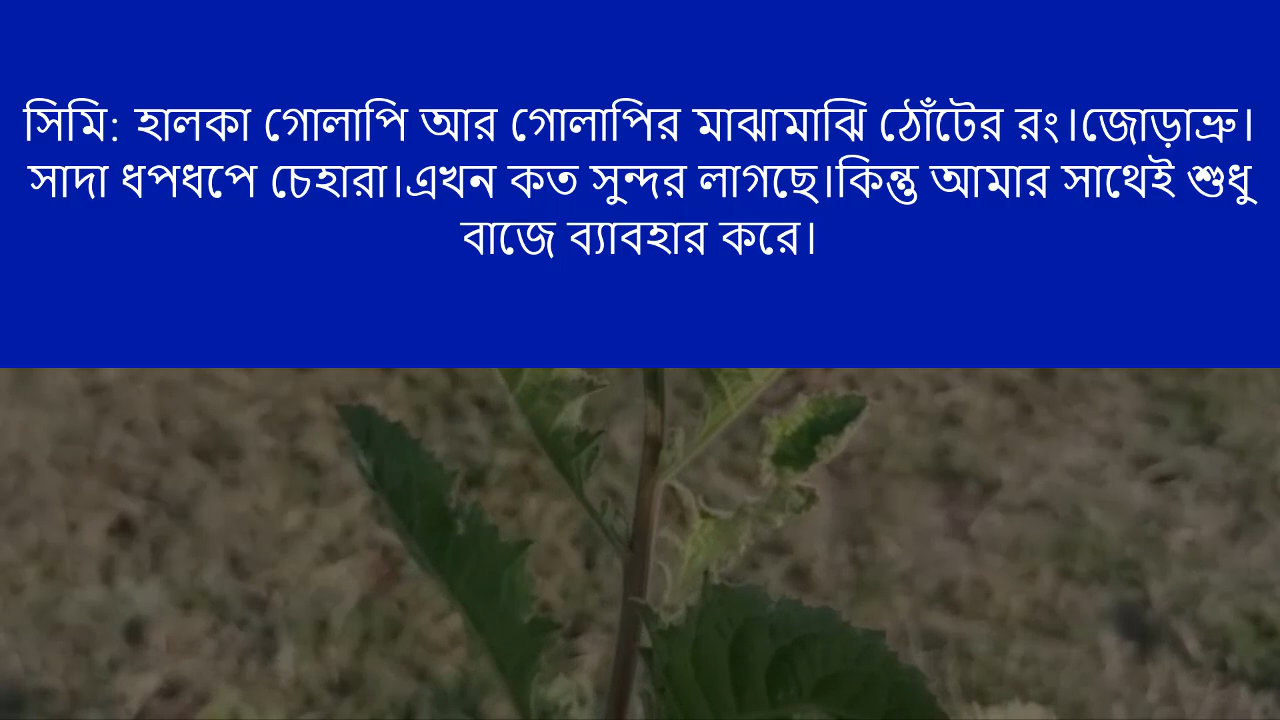 সিমি: হালকা গোলাপি আর গোলাপির মাঝামাঝি ঠোঁটের রং।জোড়াভ্রু।
সাদা ধপধপে চেহারা।এখন কত সুন্দর লাগছে।কিন্তু আমার সাথেই শুধু
বাজে ব্যাবহার করে।